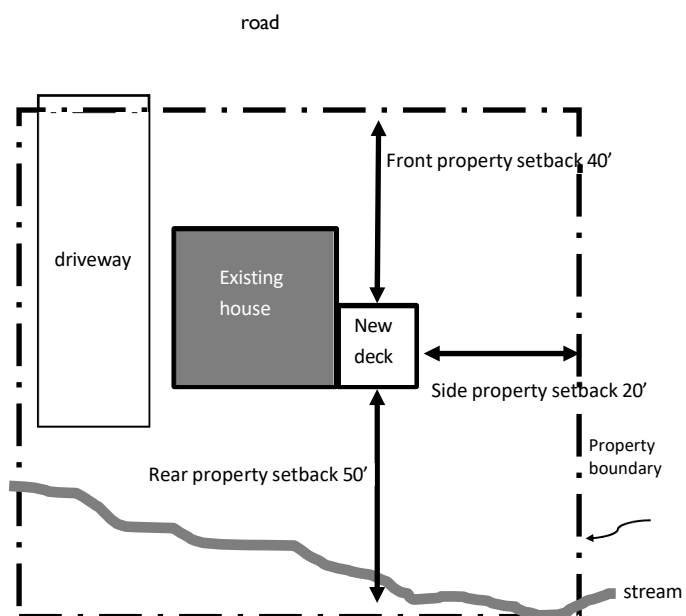 road
Front property setback 40’
driveway
Existing
house
New
deck
Side property setback 20’
Property
boundary
Rear property setback 50’
stream